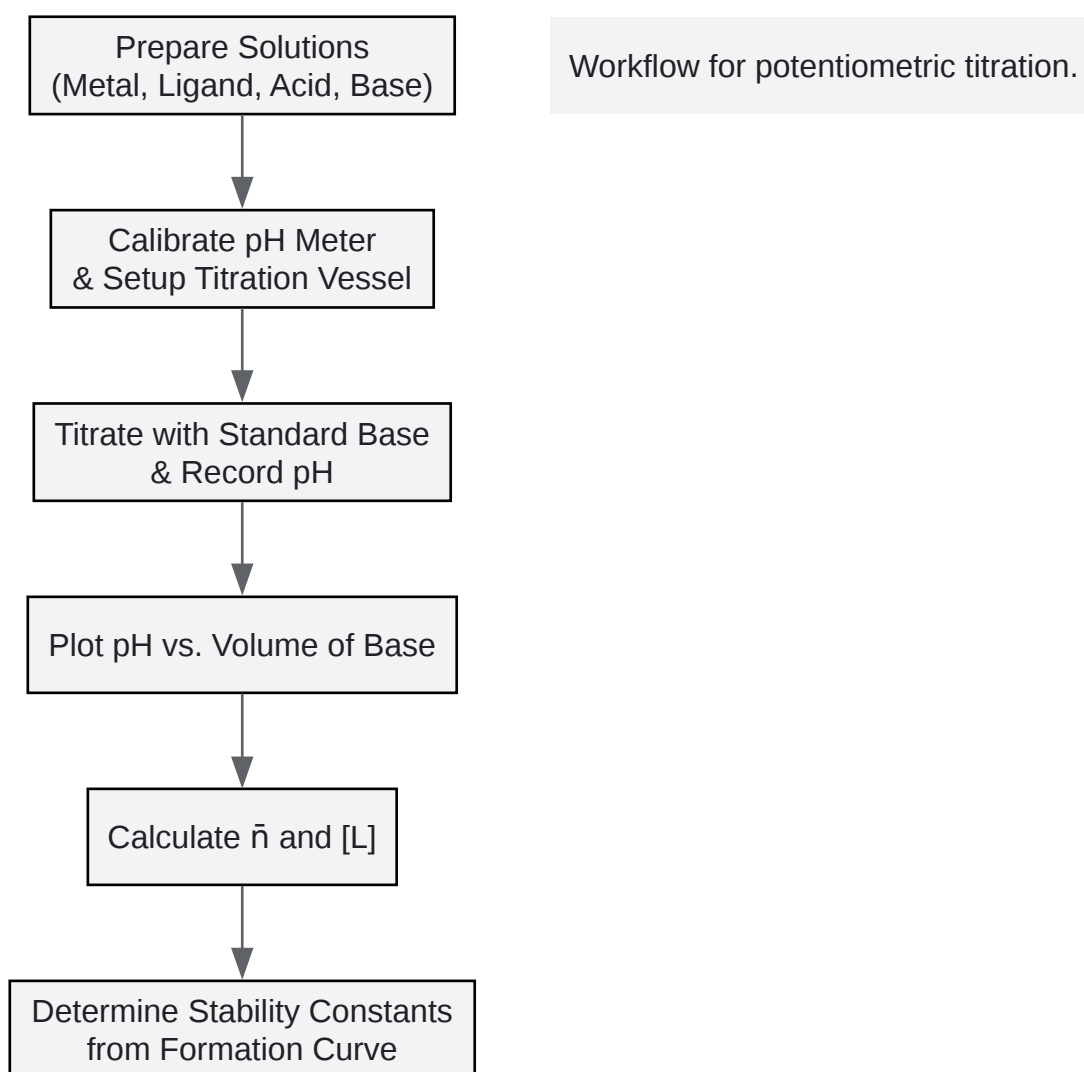 Prepare Solutions
(Metal, Ligand, Acid, Base)
Workflow for potentiometric titration.
Calibrate pH Meter
& Setup Titration Vessel
Titrate with Standard Base
& Record pH
Plot pH vs. Volume of Base
Calculate n̄ and [L]
Determine Stability Constants
from Formation Curve